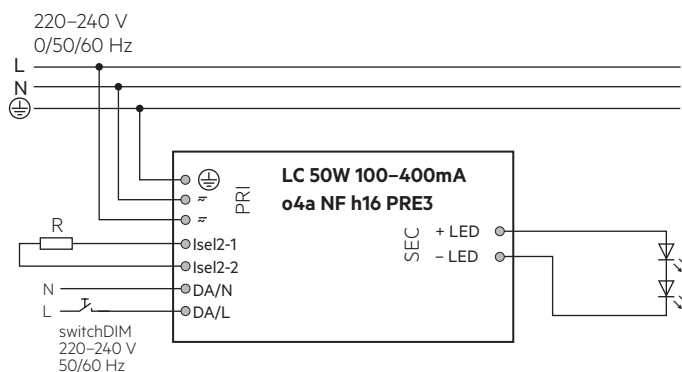 220–240 V
0/50/60 Hz
L
N
LC 50W 100–400mA
o4a NF h16 PRE3
PRI
SEC
+ LED
– LED
R
Isel2-1
Isel2-2
N
DA/N
L
DA/L
switchDIM
220–240 V
50/60 Hz